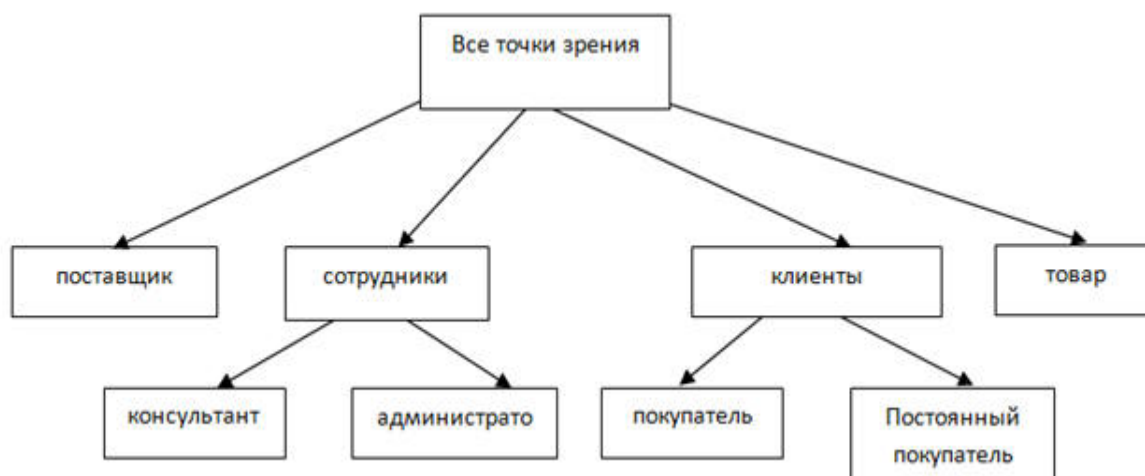 Все точки зрения
поставщик
сотрудники
клиенты
товар
консультант
администрато
покупатель
Постоянный
покупатель